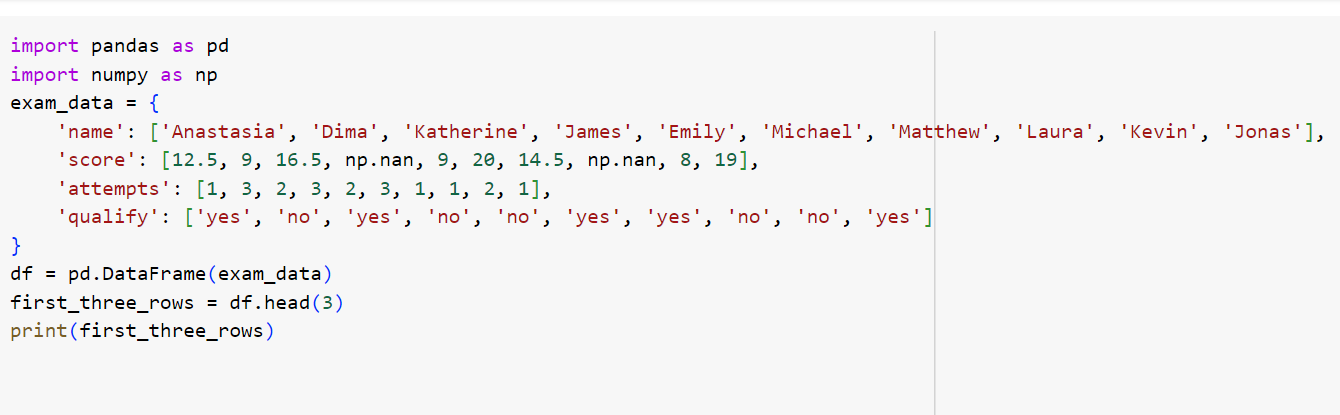 import pandas as pd
import numpy as np
exam_data = {
    'name': ['Anastasia', 'Dima', 'Katherine', 'James', 'Emily', 'Michael', 'Matthew', 'Laura', 'Kevin', 'Jonas'],
    'score': [12.5, 9, 16.5, np.nan, 9, 20, 14.5, np.nan, 8, 19],
    'attempts': [1, 3, 2, 3, 2, 3, 1, 1, 2, 1],
    'qualify': ['yes', 'no', 'yes', 'no', 'no', 'yes', 'yes', 'no', 'no', 'yes']
}
df = pd.DataFrame(exam_data)
first_three_rows = df.head(3)
print(first_three_rows)